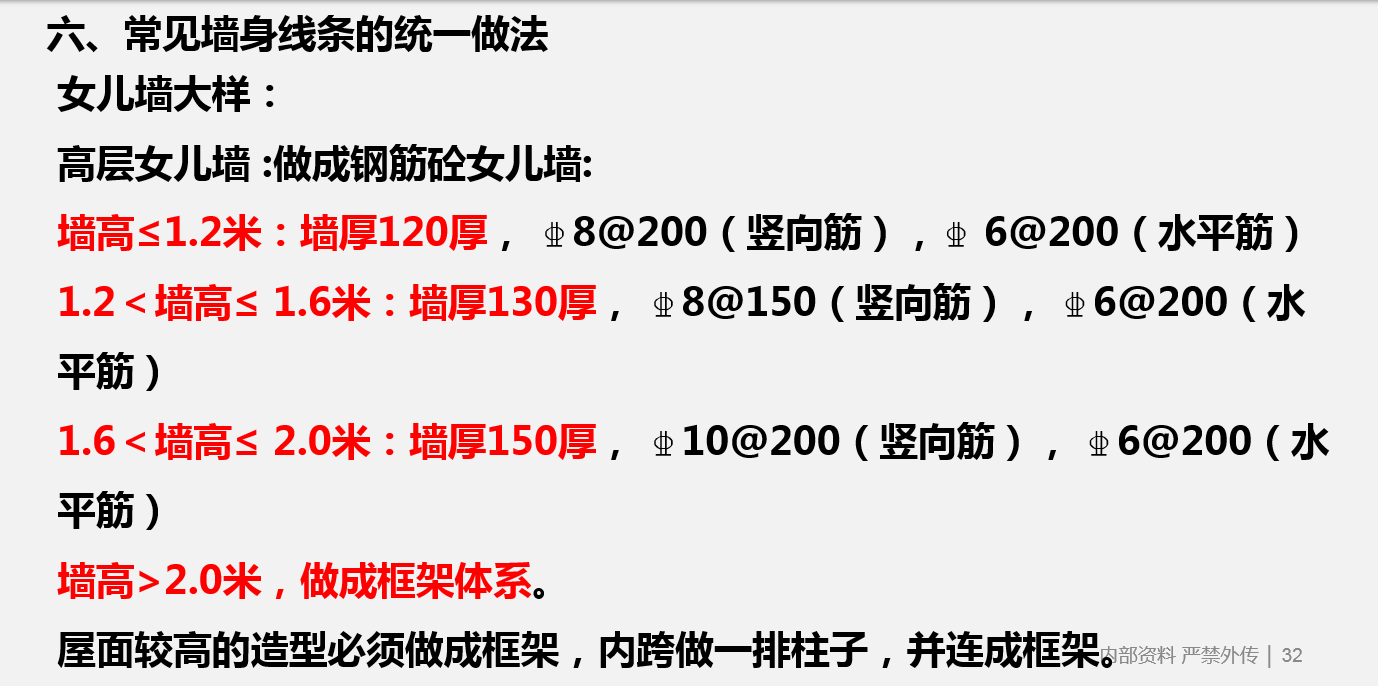 六、常见墙身线条的统一做法
女儿墙大样：
高层女儿墙 :做成钢筋砼女儿墙:
墙高≤1.2米：墙厚120厚， ⏀8@200（竖向筋），⏀ 6@200（水平筋）
1.2＜墙高≤ 1.6米：墙厚130厚， ⏀8@150（竖向筋）， ⏀6@200（水
平筋）
1.6＜墙高≤ 2.0米：墙厚150厚， ⏀10@200（竖向筋）， ⏀6@200（水
平筋）
墙高>2.0米，做成框架体系。
屋面较高的造型必须做成框架，内跨做一排柱子，并连成框架。
内部资料 严禁外传 | 32